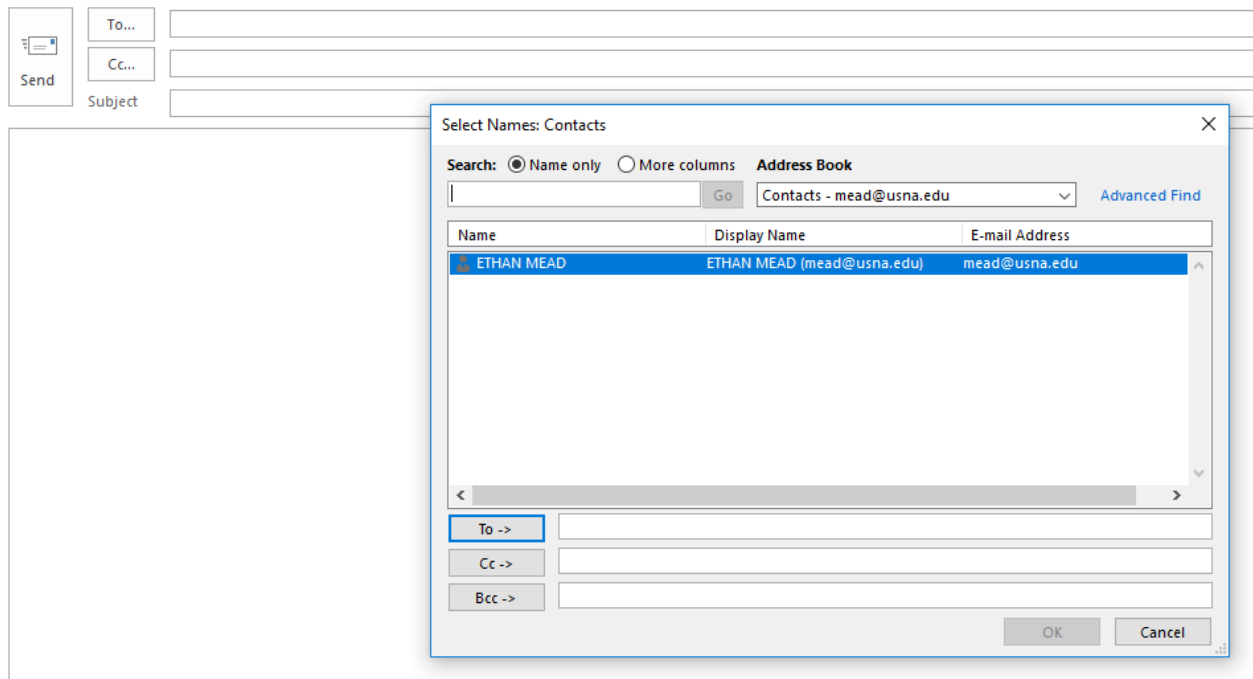 To...
Send
Cc...
Subject
Select Names: Contacts
Search: Name only More columns Address Book
Go Contacts - mead@usna.edu Advanced Find
Name Display Name E-mail Address
ETHAN MEAD ETHAN MEAD (mead@usna.edu) mead@usna.edu
To ->
Cc ->
Bcc ->
OK Cancel